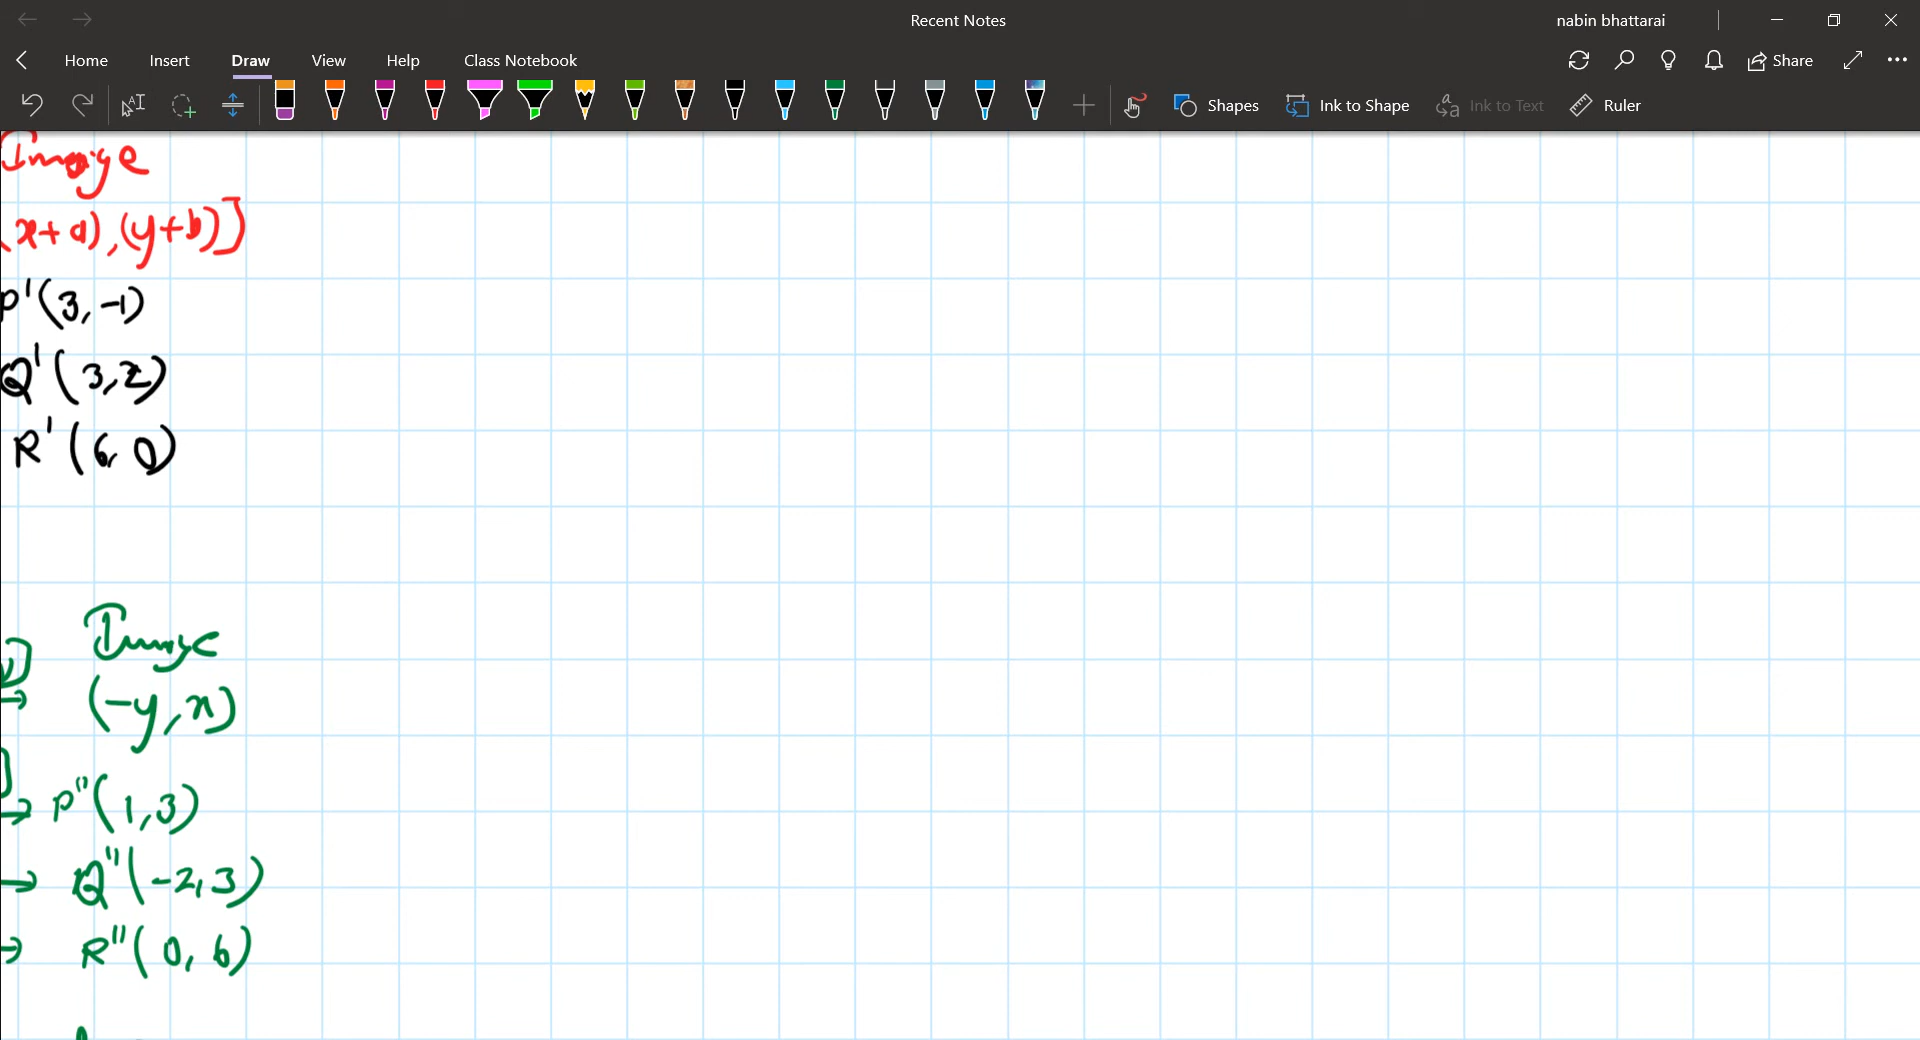 Recent Notes
nabin bhattarai
Home Insert Draw View Help Class Notebook
Share
Shapes Ink to Shape Ink to Text Ruler
Image
x+a),(y+b)]
P'(3,-1)
Q'(3,2)
R'(6,0)
Image
(-y,x)
→ P''(1,3)
→ Q''(-2,3)
→ R''(0,6)